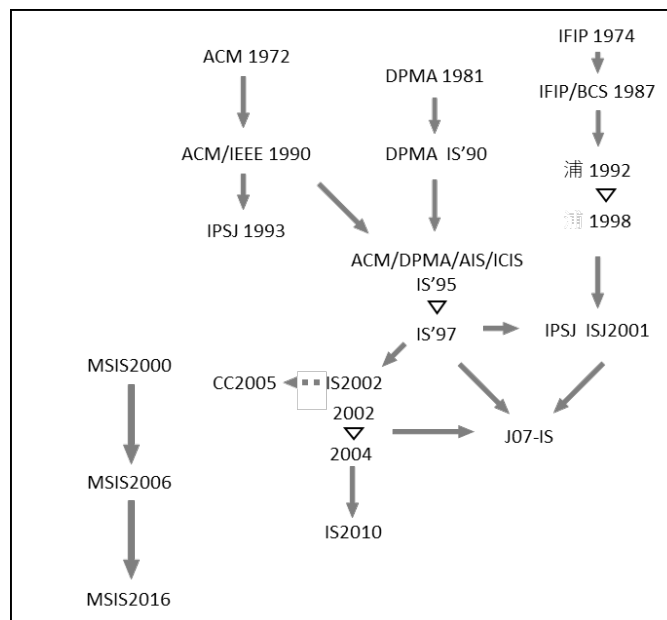 IFIP 1974
ACM 1972
DPMA 1981
IFIP/BCS 1987
ACM/IEEE 1990
DPMA IS'90
浦 1992
IPSJ 1993
1998
ACM/DPMA/AIS/ICIS
IS'95
IS'97
IPSJ ISJ2001
MSIS2000
CC2005
IS2002
2002
J07-IS
2004
MSIS2006
IS2010
MSIS2016